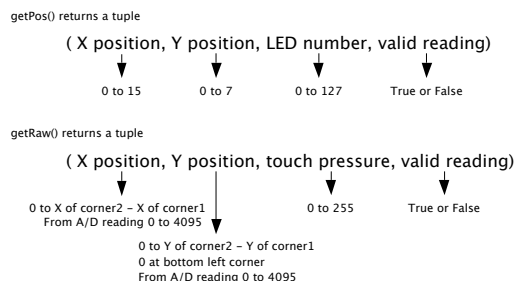 getPos() returns a tuple
( X position, Y position, LED number, valid reading)
0 to 15 0 to 7 0 to 127 True or False
getRaw() returns a tuple
( X position, Y position, touch pressure, valid reading)
0 to X of corner2 – X of corner1 0 to 255 True or False
From A/D reading 0 to 4095
0 to Y of corner2 – Y of corner1
0 at bottom left corner
From A/D reading 0 to 4095